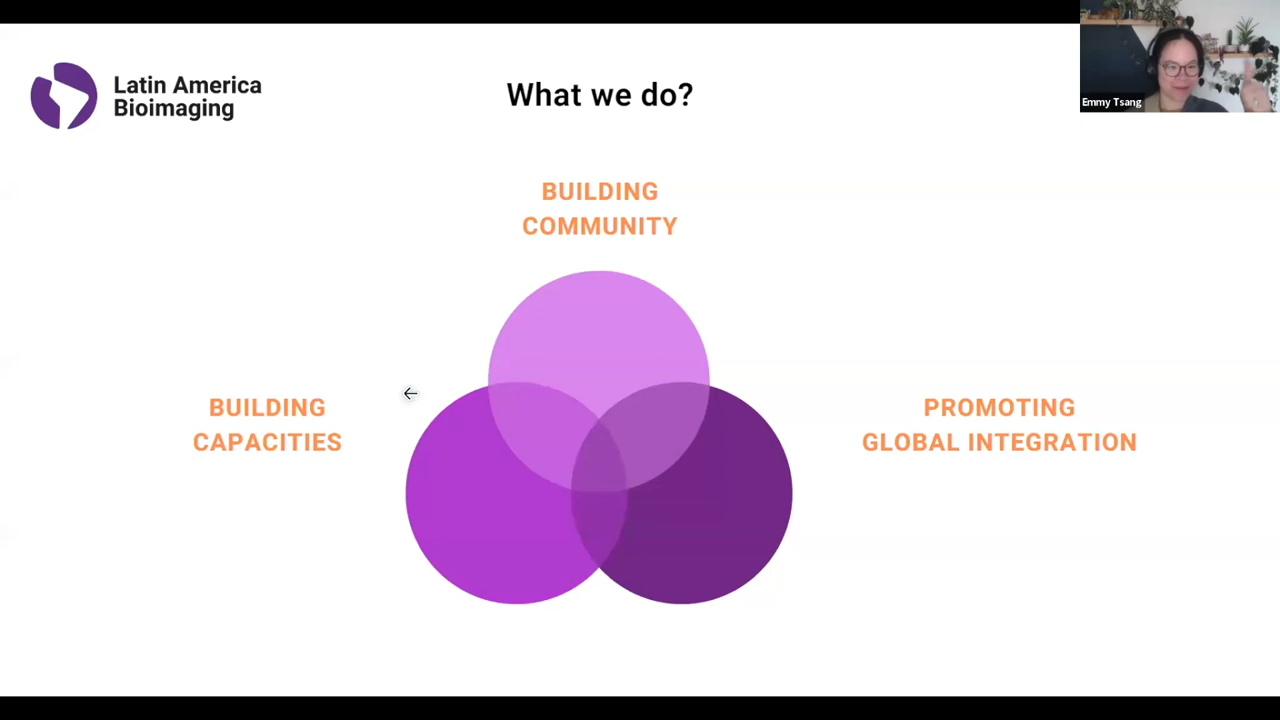 Latin America
Bioimaging
What we do?
Emmy Tsang
BUILDING
COMMUNITY
BUILDING
CAPACITIES
PROMOTING
GLOBAL INTEGRATION